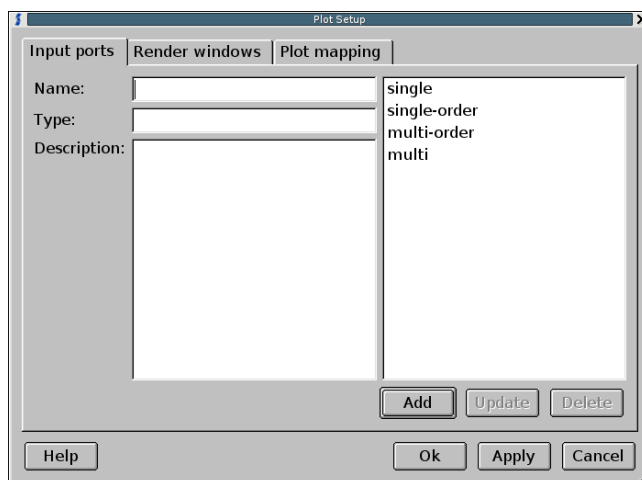 Plot Setup
Input ports Render windows Plot mapping
Name:
Type:
Description:
single
single-order
multi-order
multi
Add Update Delete
Help Ok Apply Cancel